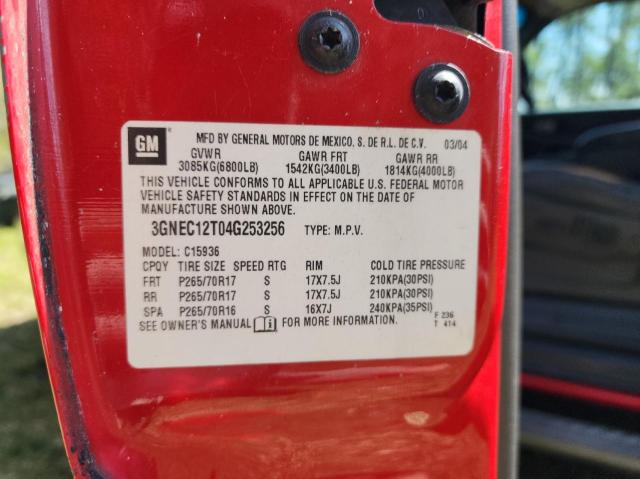 GM MFD BY GENERAL MOTORS DE MEXICO, S. DE R.L. DE C.V. 03/04
GVWR GAWR FRT GAWR RR
3085KG(6800LB) 1542KG(3400LB) 1814KG(4000LB)
THIS VEHICLE CONFORMS TO ALL APPLICABLE U.S. FEDERAL MOTOR
VEHICLE SAFETY STANDARDS IN EFFECT ON THE DATE OF
MANUFACTURE SHOWN ABOVE.
3GNEC12T04G253256 TYPE: M.P.V.
MODEL: C15936
CPQY TIRE SIZE SPEED RTG RIM COLD TIRE PRESSURE
FRT P265/70R17 S 17X7.5J 210KPA(30PSI)
RR P265/70R17 S 17X7.5J 210KPA(30PSI)
SPA P265/70R16 S 16X7J 240KPA(35PSI)
SEE OWNER'S MANUAL FOR MORE INFORMATION. F 236
T 414